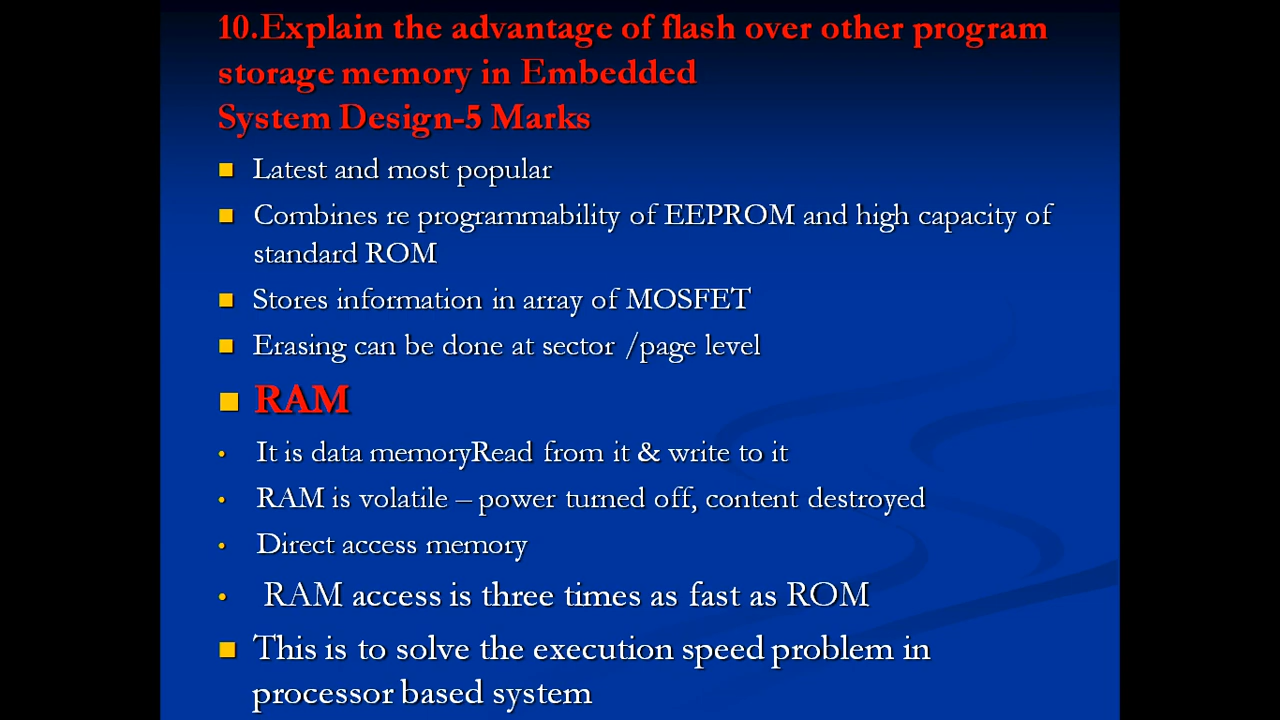 10.Explain the advantage of flash over other program
storage memory in Embedded
System Design-5 Marks
Latest and most popular
Combines re programmability of EEPROM and high capacity of
standard ROM
Stores information in array of MOSFET
Erasing can be done at sector /page level
RAM
It is data memoryRead from it & write to it
RAM is volatile – power turned off, content destroyed
Direct access memory
RAM access is three times as fast as ROM
This is to solve the execution speed problem in
processor based system